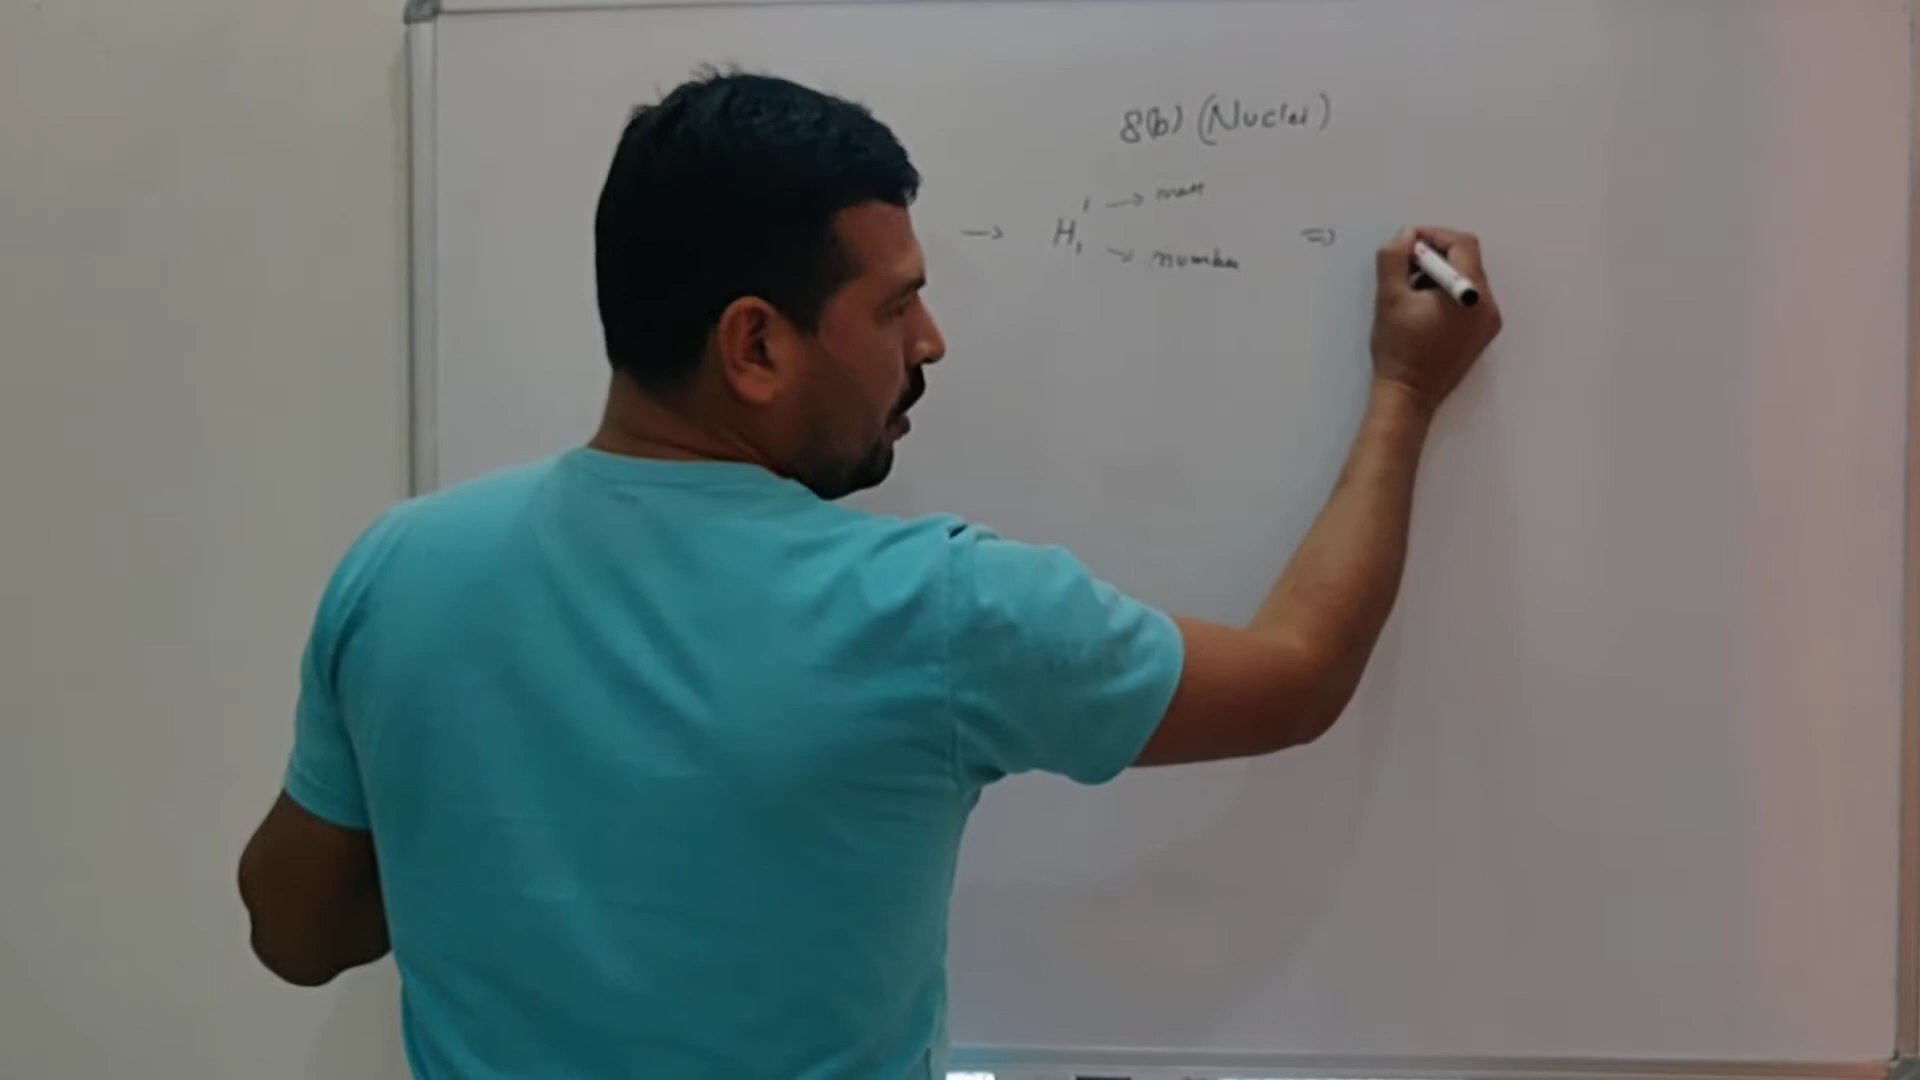 8(b) (Nuclei)
→ H₁¹ → mass
→ number ⇒